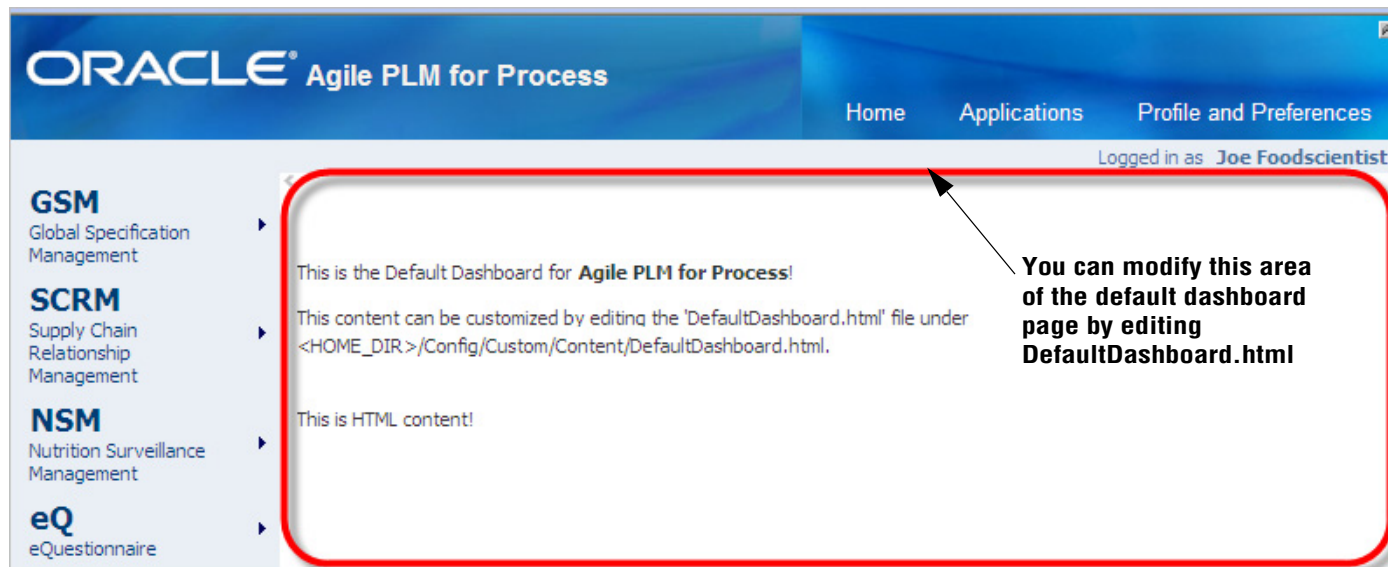 ORACLE® Agile PLM for Process
Home Applications Profile and Preferences
Logged in as Joe Foodscientist
GSM
Global Specification
Management
SCRM
Supply Chain
Relationship
Management
NSM
Nutrition Surveillance
Management
eQ
eQuestionnaire
This is the Default Dashboard for Agile PLM for Process!
This content can be customized by editing the 'DefaultDashboard.html' file under
<HOME_DIR>/Config/Custom/Content/DefaultDashboard.html.
This is HTML content!
You can modify this area
of the default dashboard
page by editing
DefaultDashboard.html